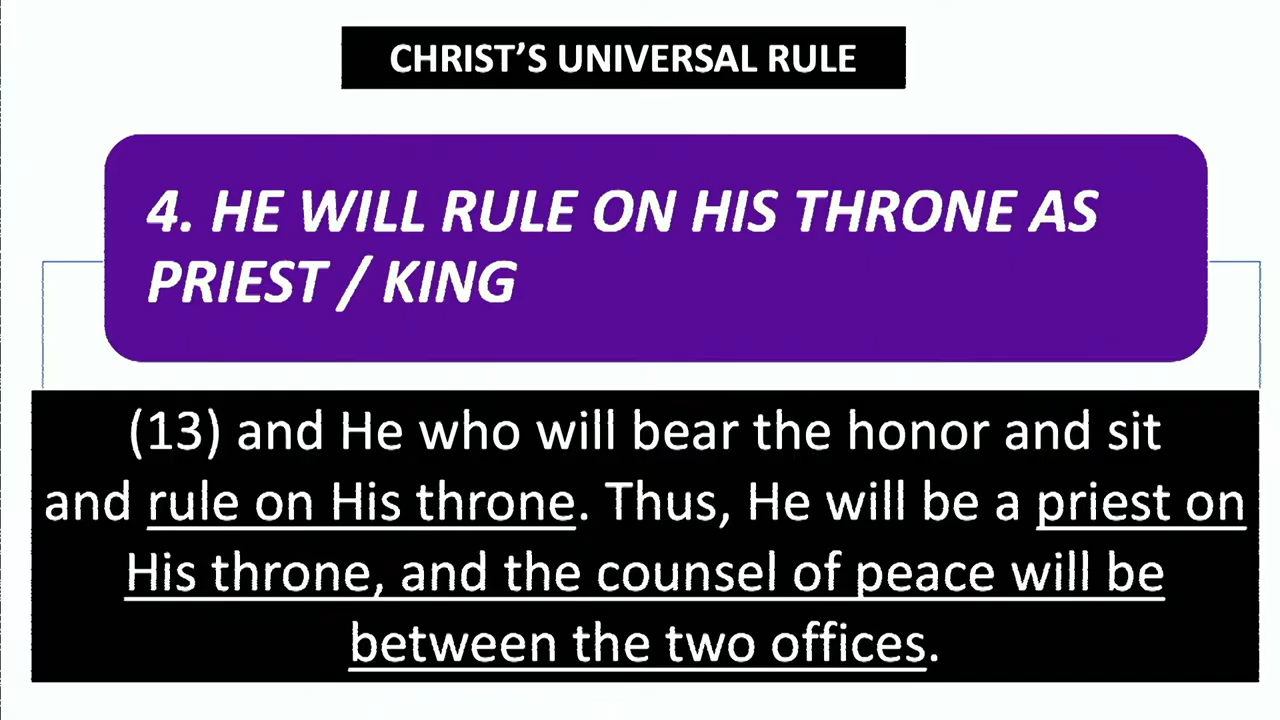 CHRIST’S UNIVERSAL RULE
4. HE WILL RULE ON HIS THRONE AS
PRIEST / KING
(13) and He who will bear the honor and sit
and rule on His throne. Thus, He will be a priest on
His throne, and the counsel of peace will be
between the two offices.